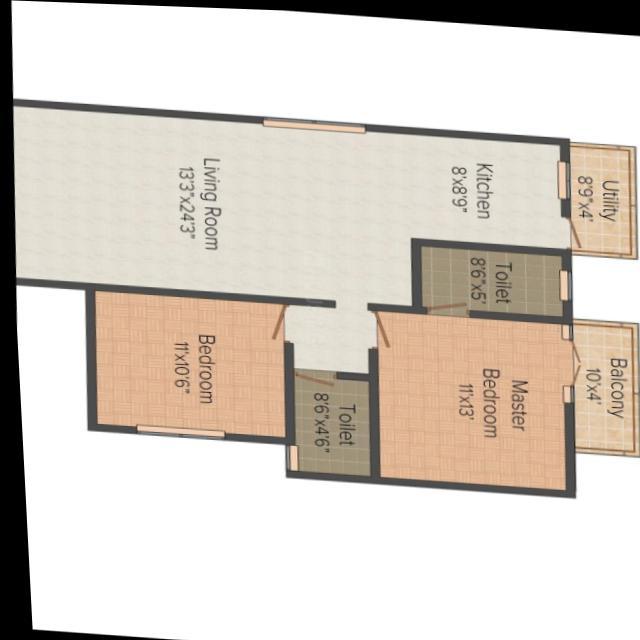 Utility
8'9"x4'
Kitchen
8'x8'9"
Living Room
13'3"x24'3"
Toilet
8'6"x5'
Balcony
10'x4'
Master
Bedroom
11'x13'
Toilet
8'6"x4'6"
Bedroom
11'x10'6"